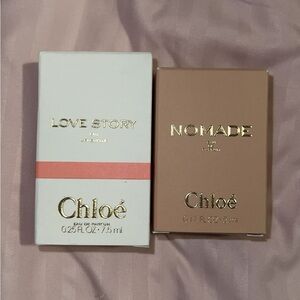 LOVE STORY
Chloé
EAU DE PARFUM
0.25 FL.OZ - 7.5 ml
NOMADE
Chloé